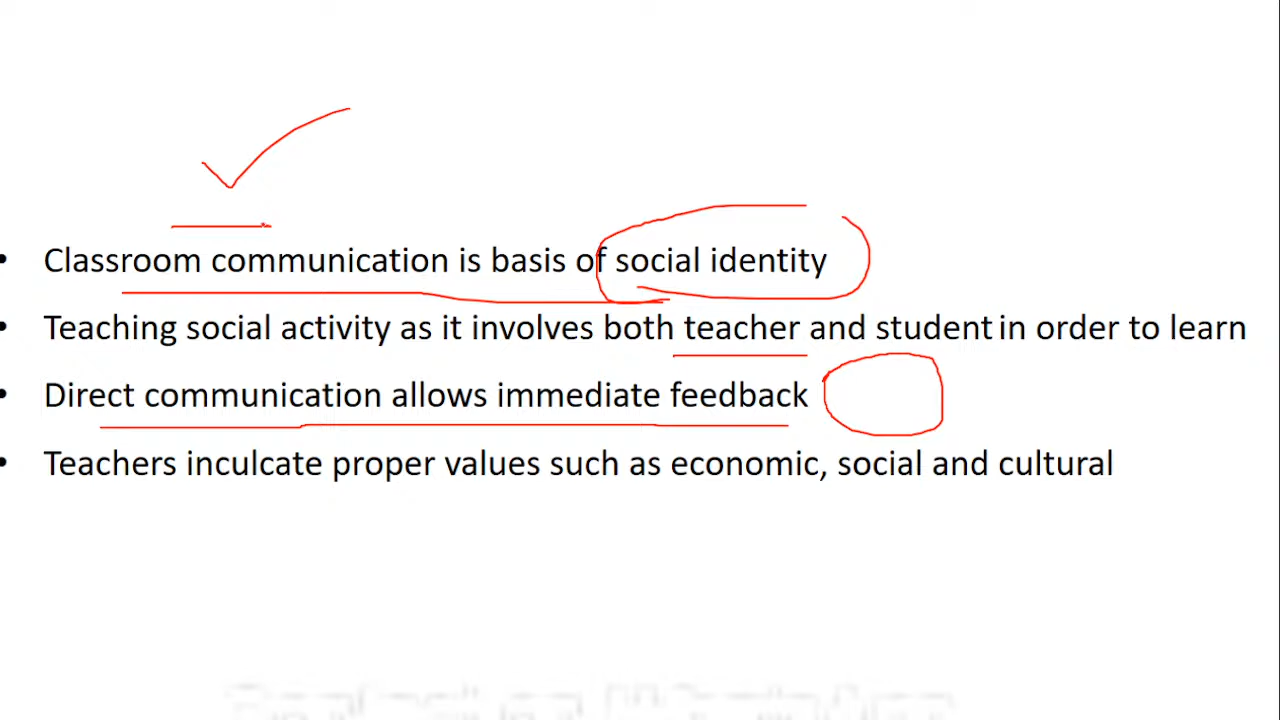 • Classroom communication is basis of social identity
• Teaching social activity as it involves both teacher and student in order to learn
• Direct communication allows immediate feedback
• Teachers inculcate proper values such as economic, social and cultural